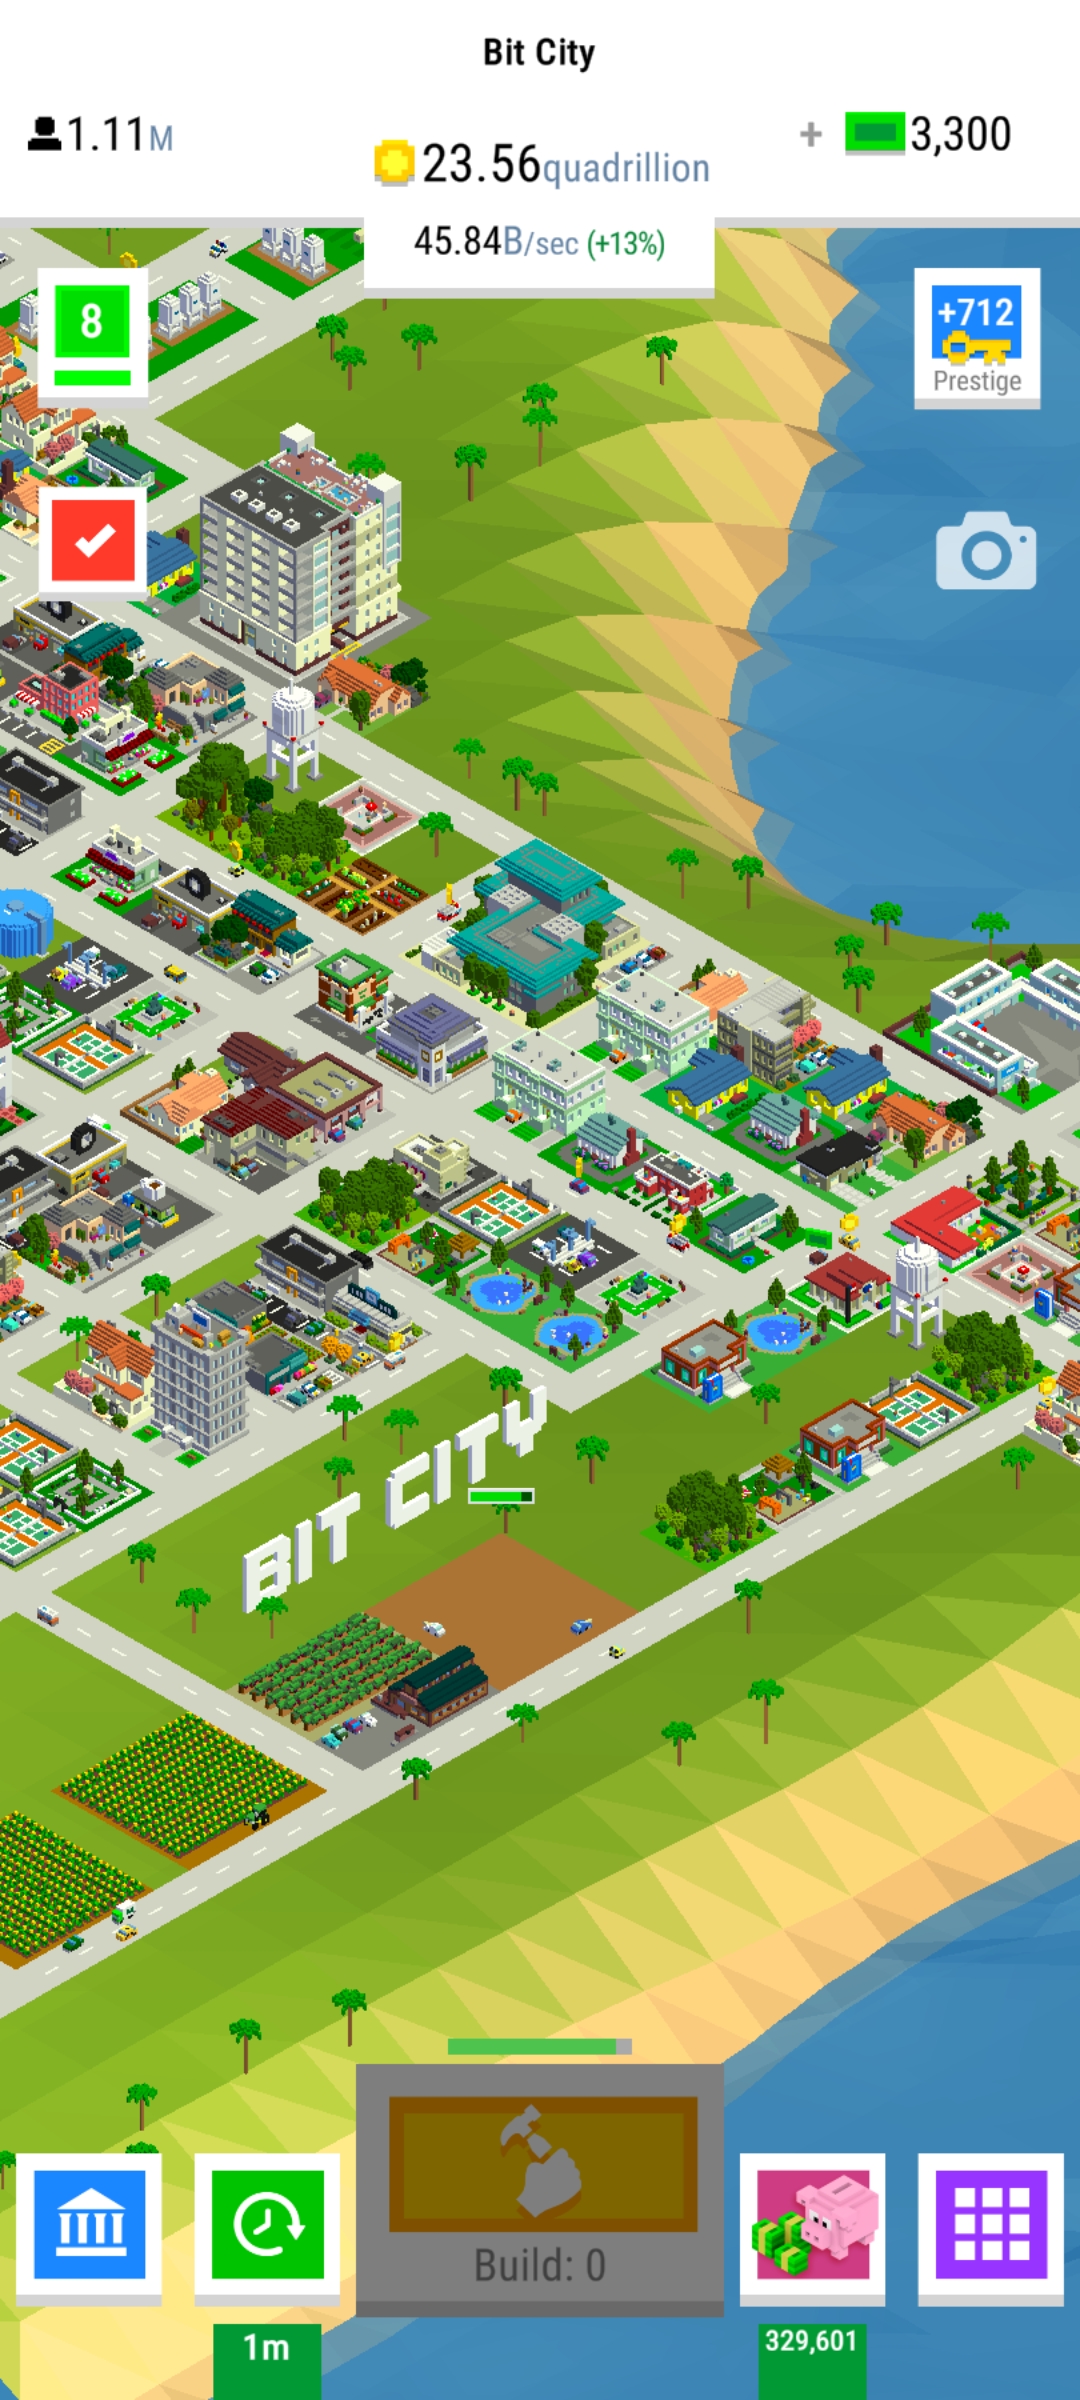 Bit City
1.11M
23.56quadrillion
+ 3,300
45.84B/sec (+13%)
8
+712
Prestige
BIT CITY
Build: 0
1m
329,601